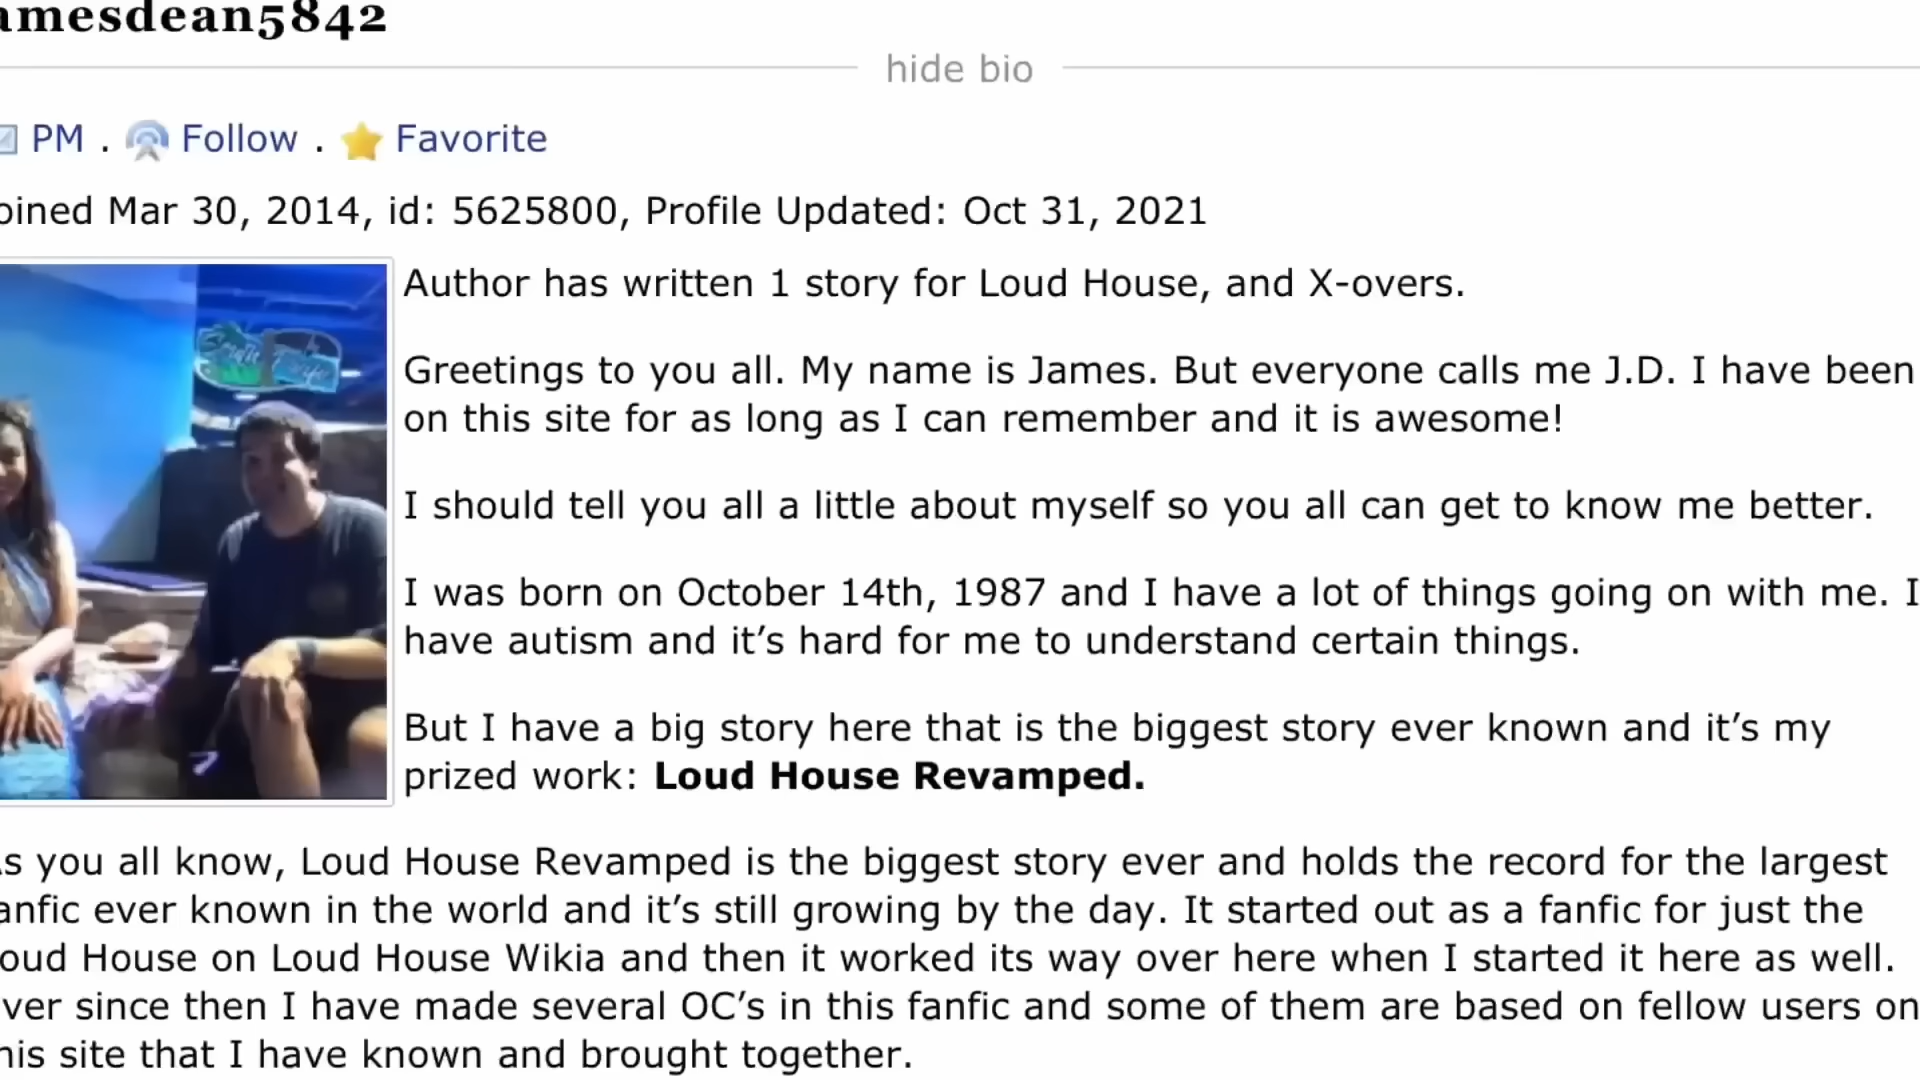 amesdean5842
hide bio
PM . Follow . Favorite
oined Mar 30, 2014, id: 5625800, Profile Updated: Oct 31, 2021
Author has written 1 story for Loud House, and X-overs.
Greetings to you all. My name is James. But everyone calls me J.D. I have been
on this site for as long as I can remember and it is awesome!
I should tell you all a little about myself so you all can get to know me better.
I was born on October 14th, 1987 and I have a lot of things going on with me. I
have autism and it’s hard for me to understand certain things.
But I have a big story here that is the biggest story ever known and it’s my
prized work: Loud House Revamped.
s you all know, Loud House Revamped is the biggest story ever and holds the record for the largest
anfic ever known in the world and it’s still growing by the day. It started out as a fanfic for just the
oud House on Loud House Wikia and then it worked its way over here when I started it here as well.
ver since then I have made several OC’s in this fanfic and some of them are based on fellow users on
his site that I have known and brought together.